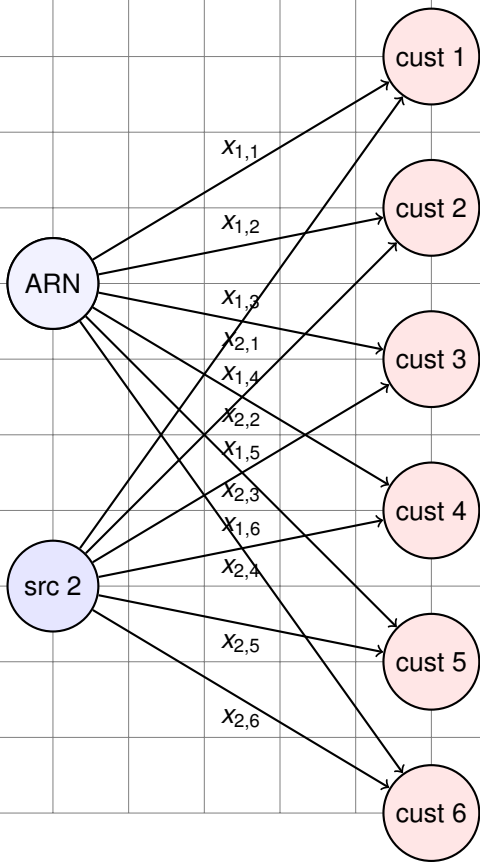 cust 1
x1,1
cust 2
x1,2
ARN
x1,3
x2,1
cust 3
x1,4
x2,2
x1,5
x2,3
cust 4
x1,6
x2,4
src 2
x2,5
cust 5
x2,6
cust 6